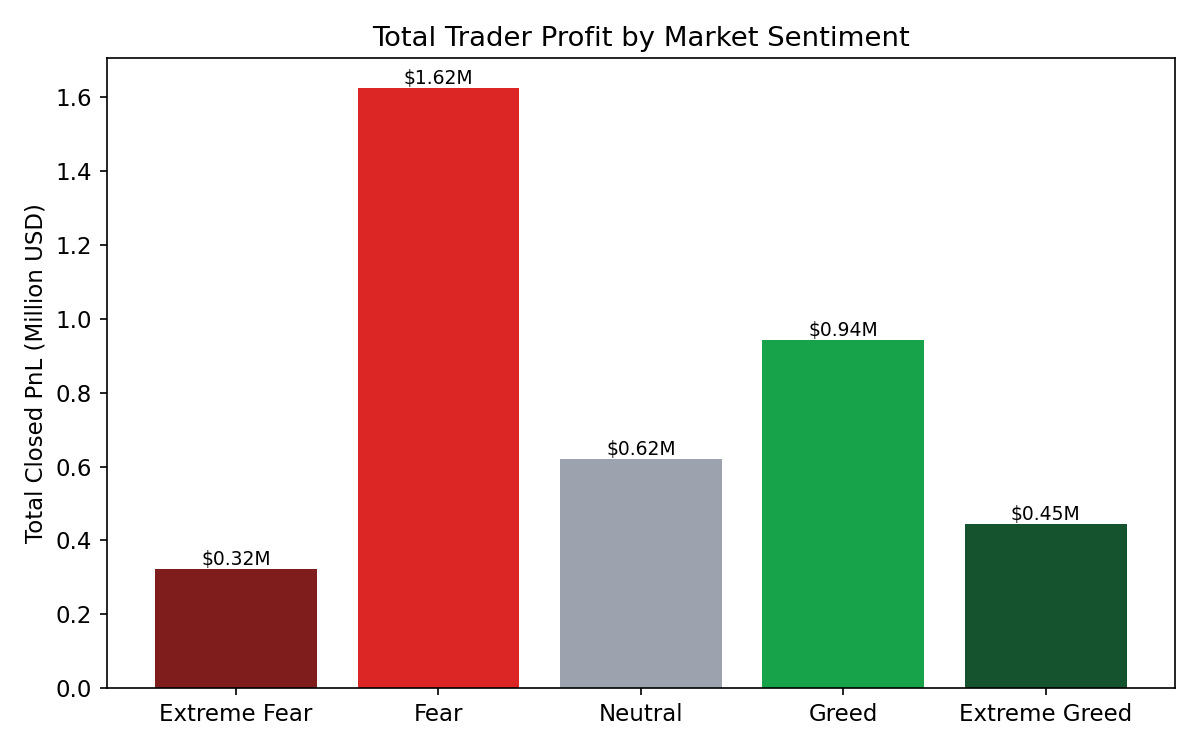 Total Trader Profit by Market Sentiment
Total Closed PnL (Million USD)
1.6
1.4
1.2
1.0
0.8
0.6
0.4
0.2
0.0
$0.32M
$1.62M
$0.62M
$0.94M
$0.45M
Extreme Fear
Fear
Neutral
Greed
Extreme Greed